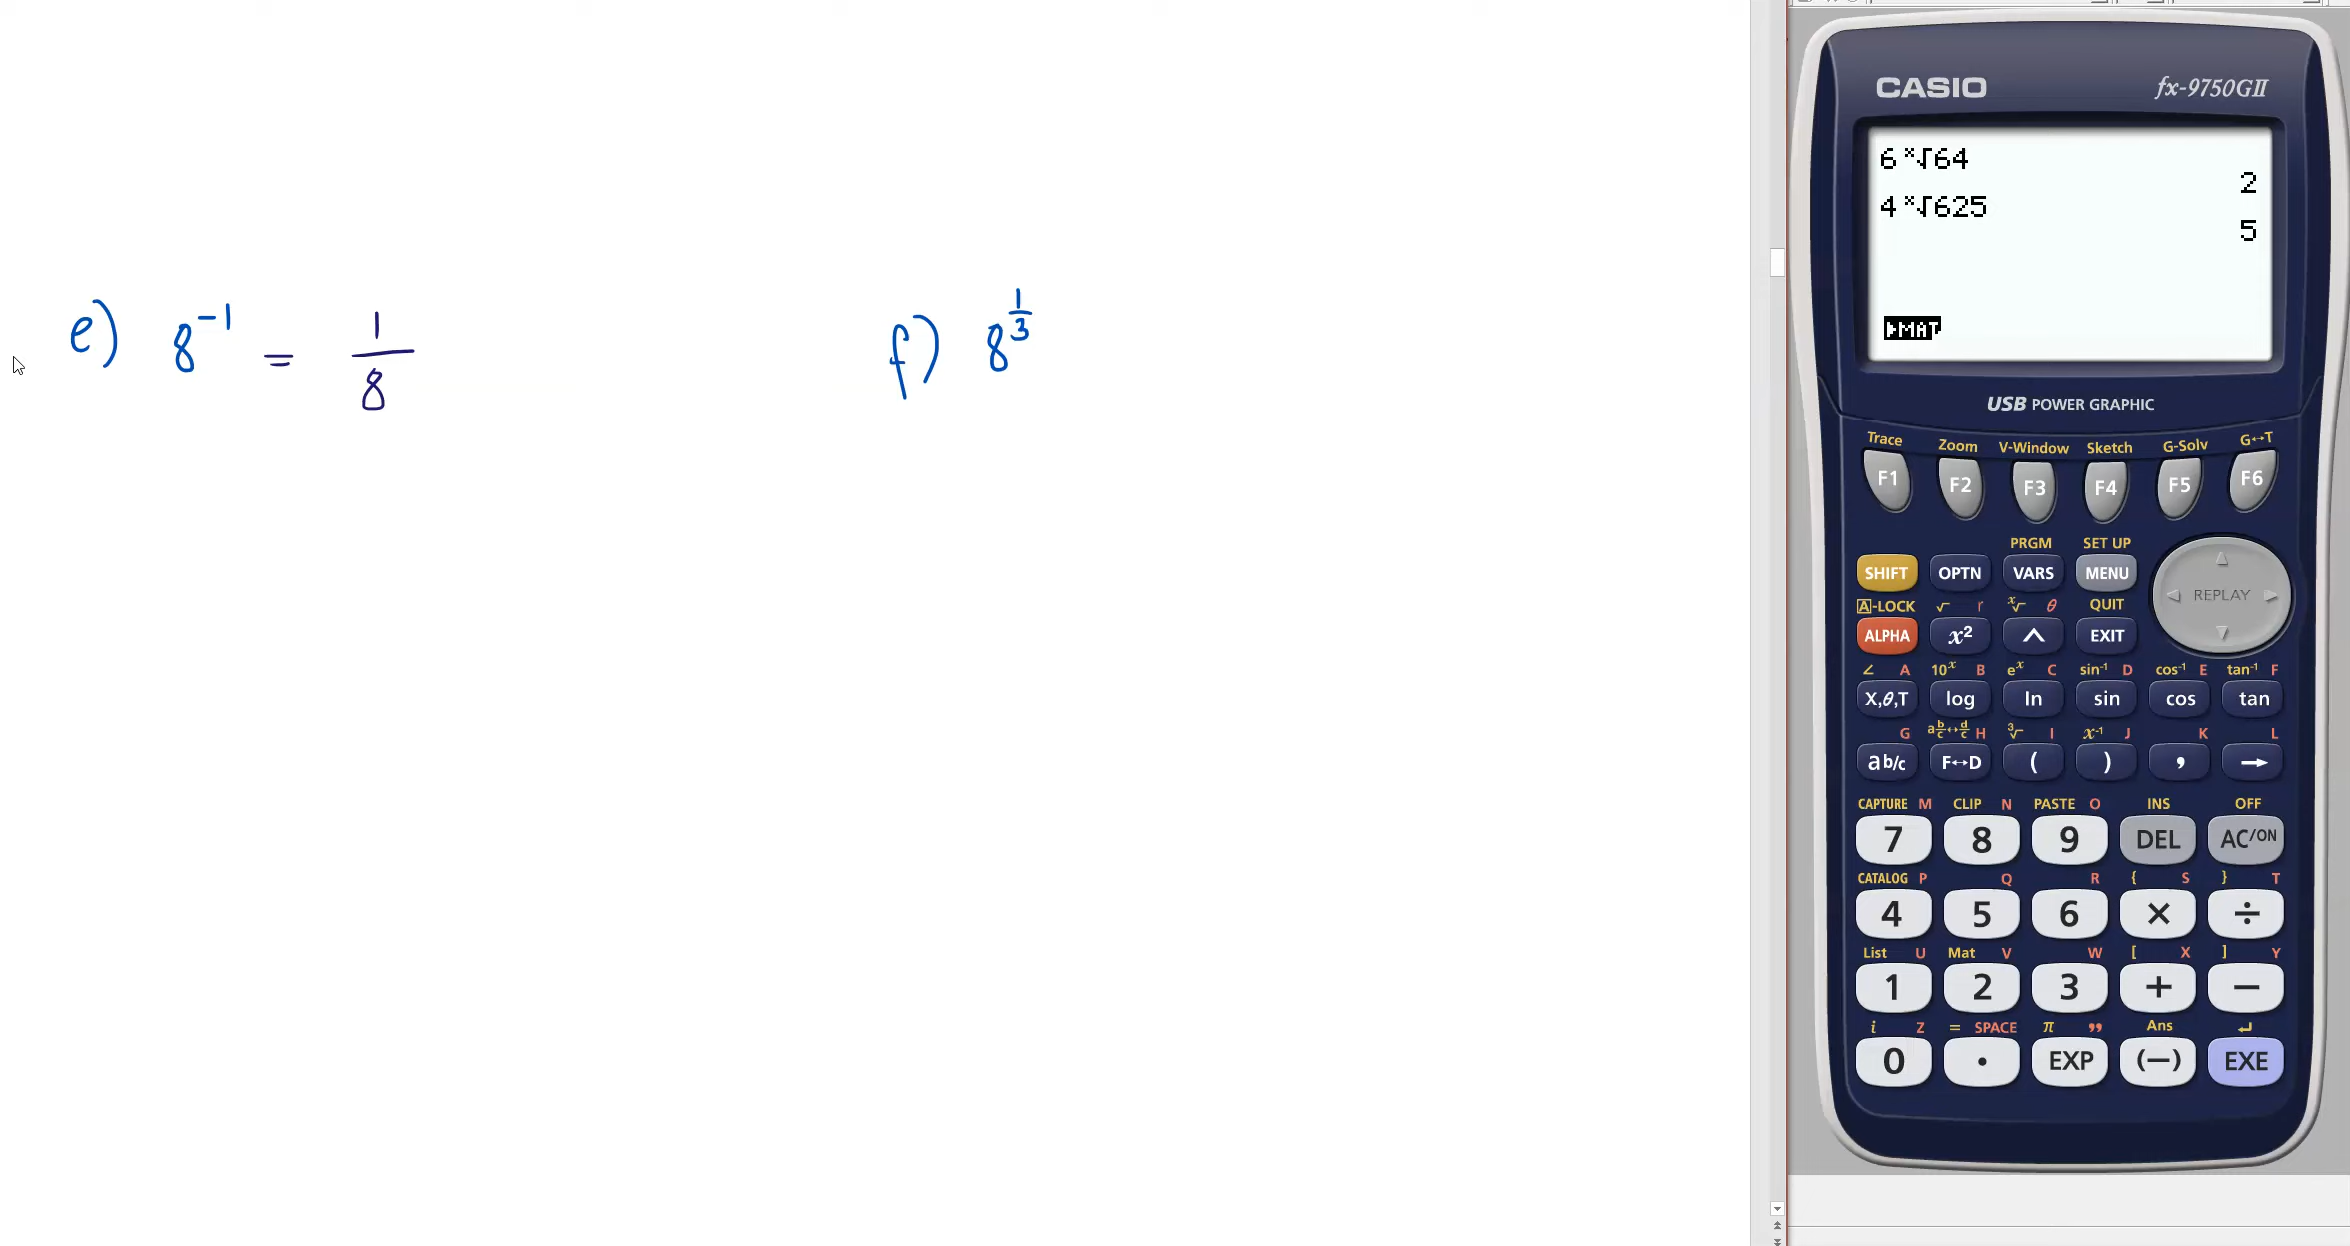 e) 8⁻¹ = 1/8
f) 8^(1/3)
CASIO fx-9750GII
6ˣ√64
2
4ˣ√625
5
▶MAT
USB POWER GRAPHIC
Trace Zoom V-Window Sketch G-Solv G↔T
F1 F2 F3 F4 F5 F6
PRGM SET UP
SHIFT OPTN VARS MENU
REPLAY
A-LOCK √ r ˣ√ θ QUIT
ALPHA x² ^ EXIT
∠ A 10ˣ B eˣ C sin⁻¹ D cos⁻¹ E tan⁻¹ F
X,θ,T log ln sin cos tan
G a b/c↔d/c H ³√ I x⁻¹ J K L
a b/c F↔D ( ) , →
CAPTURE M CLIP N PASTE O INS OFF
7 8 9 DEL AC/ON
CATALOG P Q R { S } T
4 5 6 × ÷
List U Mat V W [ X ] Y
1 2 3 + −
i Z = SPACE π ” Ans ↵
0 • EXP (−) EXE